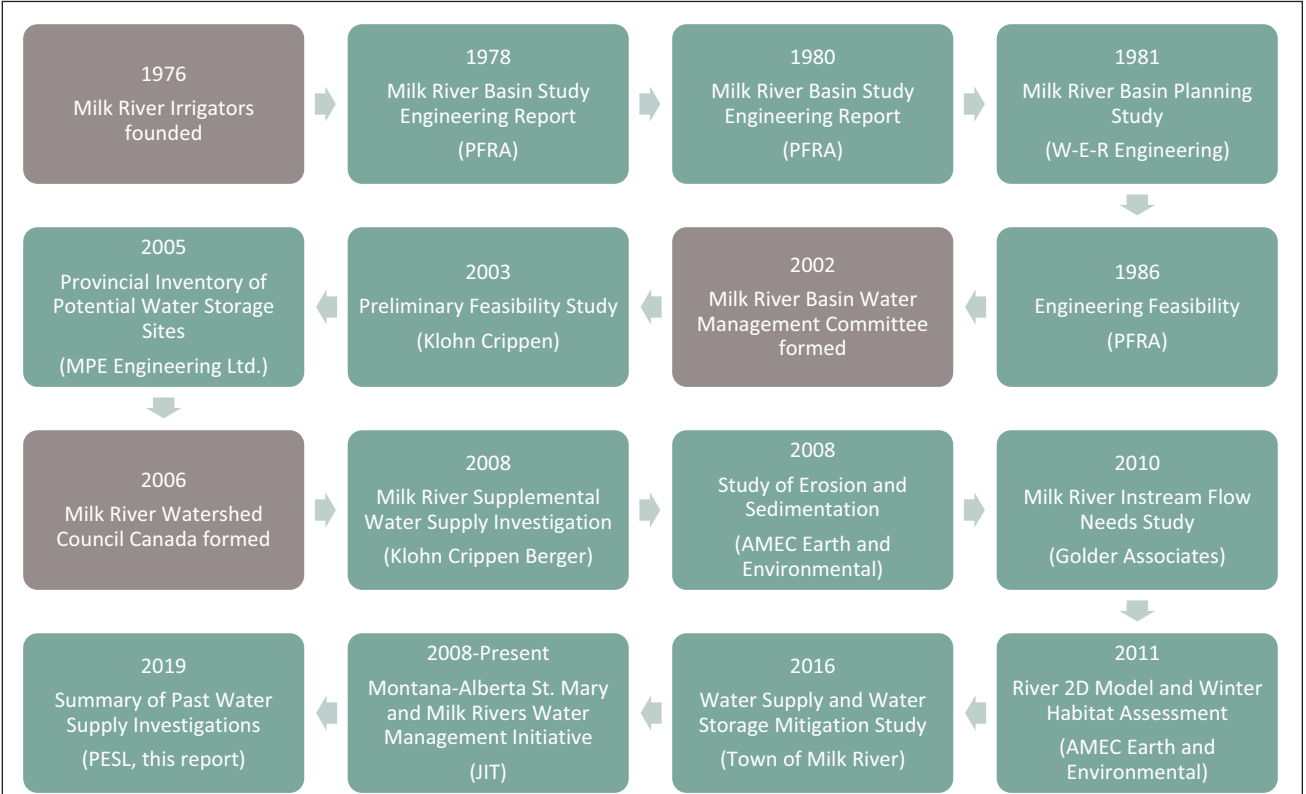 1976
Milk River Irrigators
founded
1978
Milk River Basin Study
Engineering Report
(PFRA)
1980
Milk River Basin Study
Engineering Report
(PFRA)
1981
Milk River Basin Planning
Study
(W-E-R Engineering)
1986
Engineering Feasibility
(PFRA)
2002
Milk River Basin Water
Management Committee
formed
2003
Preliminary Feasibility Study
(Klohn Crippen)
2005
Provincial Inventory of
Potential Water Storage
Sites
(MPE Engineering Ltd.)
2006
Milk River Watershed
Council Canada formed
2008
Milk River Supplemental
Water Supply Investigation
(Klohn Crippen Berger)
2008
Study of Erosion and
Sedimentation
(AMEC Earth and
Environmental)
2010
Milk River Instream Flow
Needs Study
(Golder Associates)
2011
River 2D Model and Winter
Habitat Assessment
(AMEC Earth and
Environmental)
2016
Water Supply and Water
Storage Mitigation Study
(Town of Milk River)
2008-Present
Montana-Alberta St. Mary
and Milk Rivers Water
Management Initiative
(JIT)
2019
Summary of Past Water
Supply Investigations
(PESL, this report)